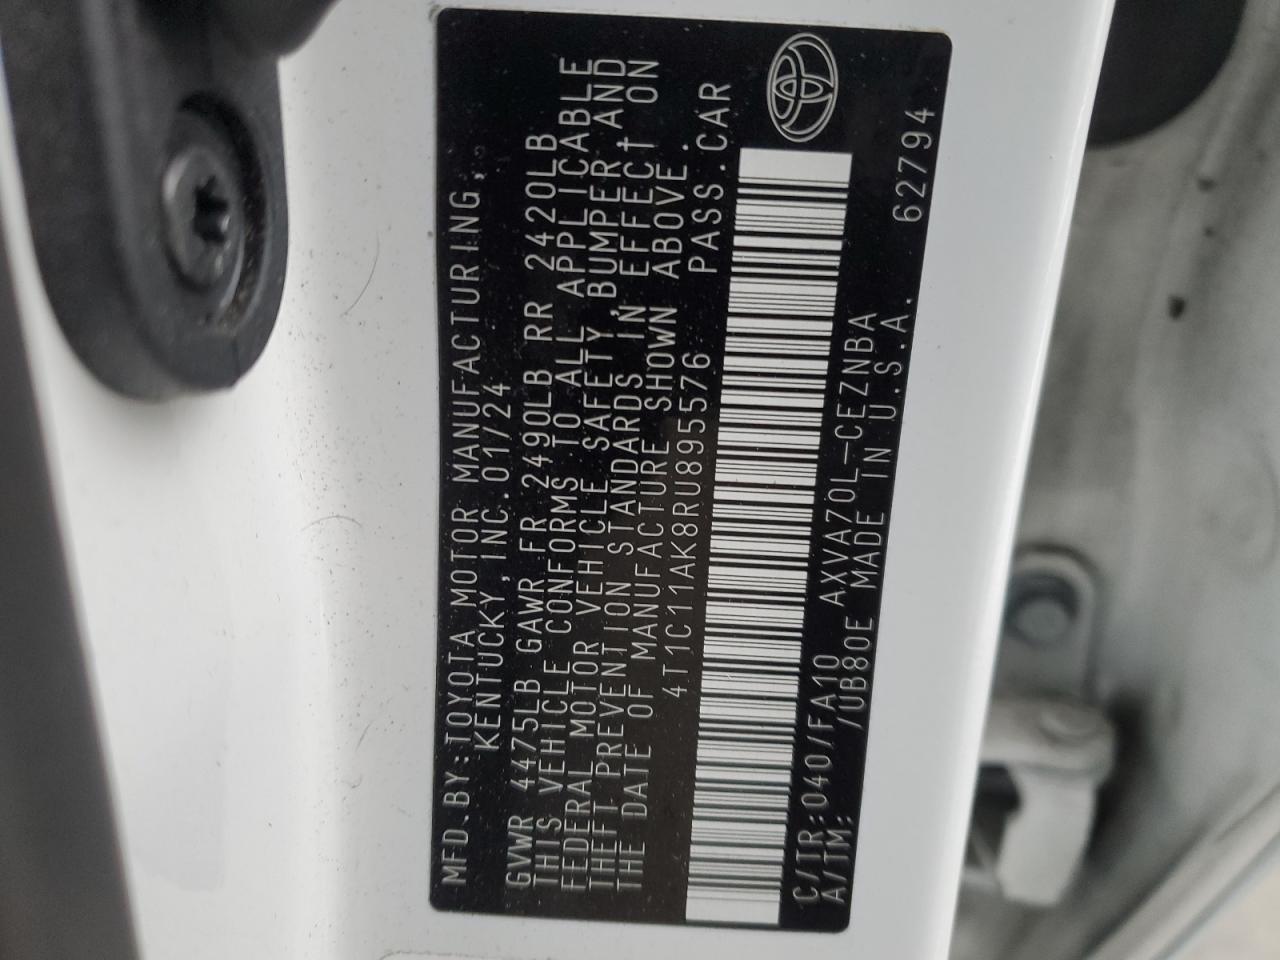 MFD.BY:TOYOTA MOTOR MANUFACTURING,
KENTUCKY, INC.01/24
GVWR 4475LB GAWR FR 2490LB RR 2420LB
THIS VEHICLE CONFORMS TO ALL APPLICABLE
FEDERAL MOTOR VEHICLE SAFETY,BUMPER AND
THEFT PREVENTION STANDARDS IN EFFECT ON
THE DATE OF MANUFACTURE SHOWN ABOVE.
4T1C11AK8RU895576 PASS.CAR
C/TR:040/FA10 AXVA70L-CEZNBA 62794
A/TM: /UB80E MADE IN U.S.A.